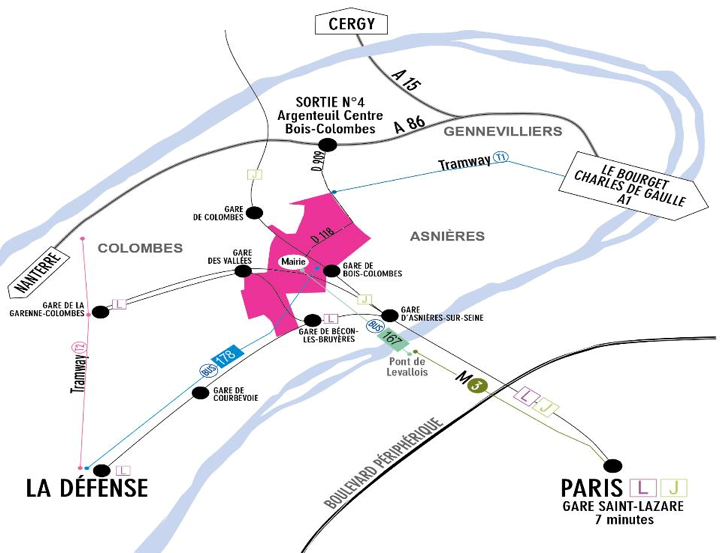 CERGY
A 15
SORTIE N°4
Argenteuil Centre
Bois-Colombes
A 86
GENNEVILLIERS
D 909
Tramway T1
LE BOURGET
CHARLES DE GAULLE
A1
J
GARE
DE COLOMBES
D 118
ASNIÈRES
COLOMBES
NANTERRE
GARE
DES VALLÉES
Mairie
GARE DE
BOIS-COLOMBES
L
GARE DE LA
GARENNE-COLOMBES
J
GARE
D'ASNIÈRES-SUR-SEINE
L
GARE DE BÉCON-
LES-BRUYÈRES
BUS 167
Tramway T2
BUS 178
Pont de
Levallois
M 3
GARE DE
COURBEVOIE
L J
BOULEVARD PÉRIPHÉRIQUE
L
LA DÉFENSE
PARIS L J
GARE SAINT-LAZARE
7 minutes